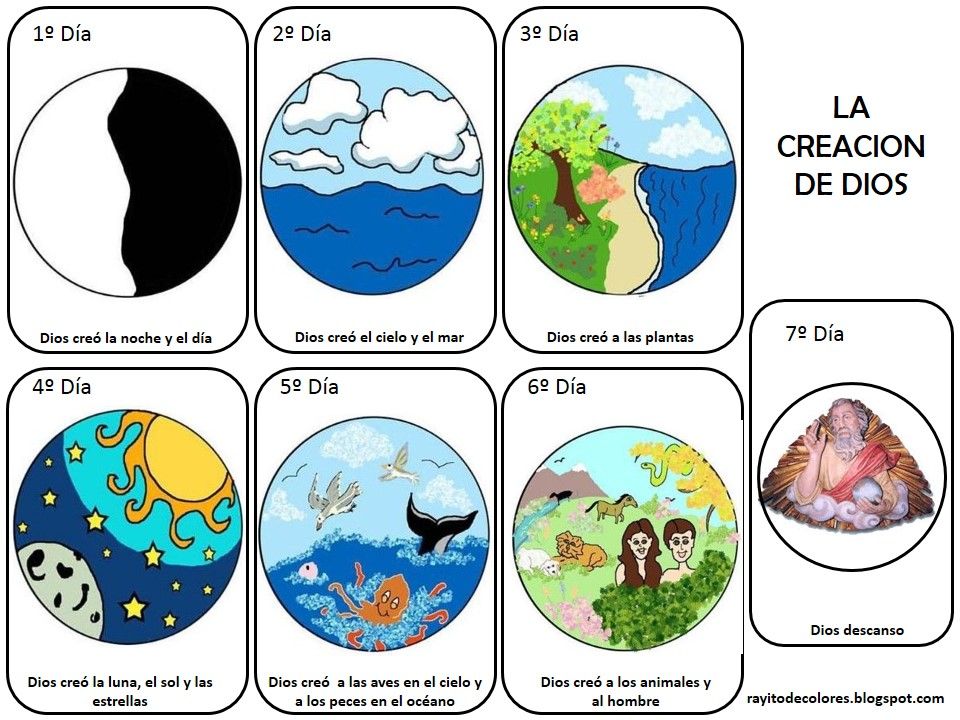 1º Día
Dios creó la noche y el día
2º Día
Dios creó el cielo y el mar
3º Día
Dios creó a las plantas
LA
CREACION
DE DIOS
4º Día
Dios creó la luna, el sol y las
estrellas
5º Día
Dios creó  a las aves en el cielo y
a los peces en el océano
6º Día
Dios creó a los animales y
al hombre
7º Día
Dios descanso
rayitodecolores.blogspot.com